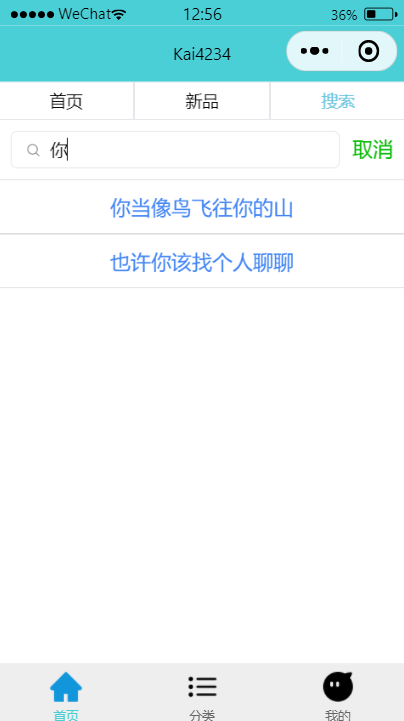 WeChat 12:56 36%
Kai4234
首页 新品 搜索
你 取消
你当像鸟飞往你的山
也许你该找个人聊聊
首页 分类 我的